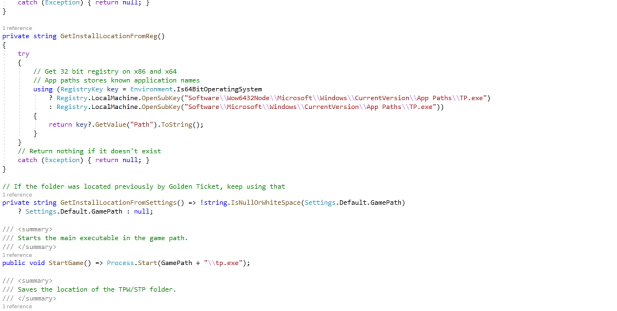 catch (Exception) { return null; }
}
1 reference
private string GetInstallLocationFromReg()
{
try
{
// Get 32 bit registry on x86 and x64
// App paths stores known application names
using (RegistryKey key = Environment.Is64BitOperatingSystem
? Registry.LocalMachine.OpenSubKey("Software\\Wow6432Node\\Microsoft\\Windows\\CurrentVersion\\App Paths\\TP.exe")
: Registry.LocalMachine.OpenSubKey("Software\\Microsoft\\Windows\\CurrentVersion\\App Paths\\TP.exe"))
{
return key?.GetValue("Path").ToString();
}
}
// Return nothing if it doesn't exist
catch (Exception) { return null; }
}
// If the folder was located previously by Golden Ticket, keep using that
1 reference
private string GetInstallLocationFromSettings() => !string.IsNullOrWhiteSpace(Settings.Default.GamePath)
? Settings.Default.GamePath : null;
/// <summary>
/// Starts the main executable in the game path.
/// </summary>
1 reference
public void StartGame() => Process.Start(GamePath + "\\tp.exe");
/// <summary>
/// Saves the location of the TPW/STP folder.
/// </summary>
1 reference